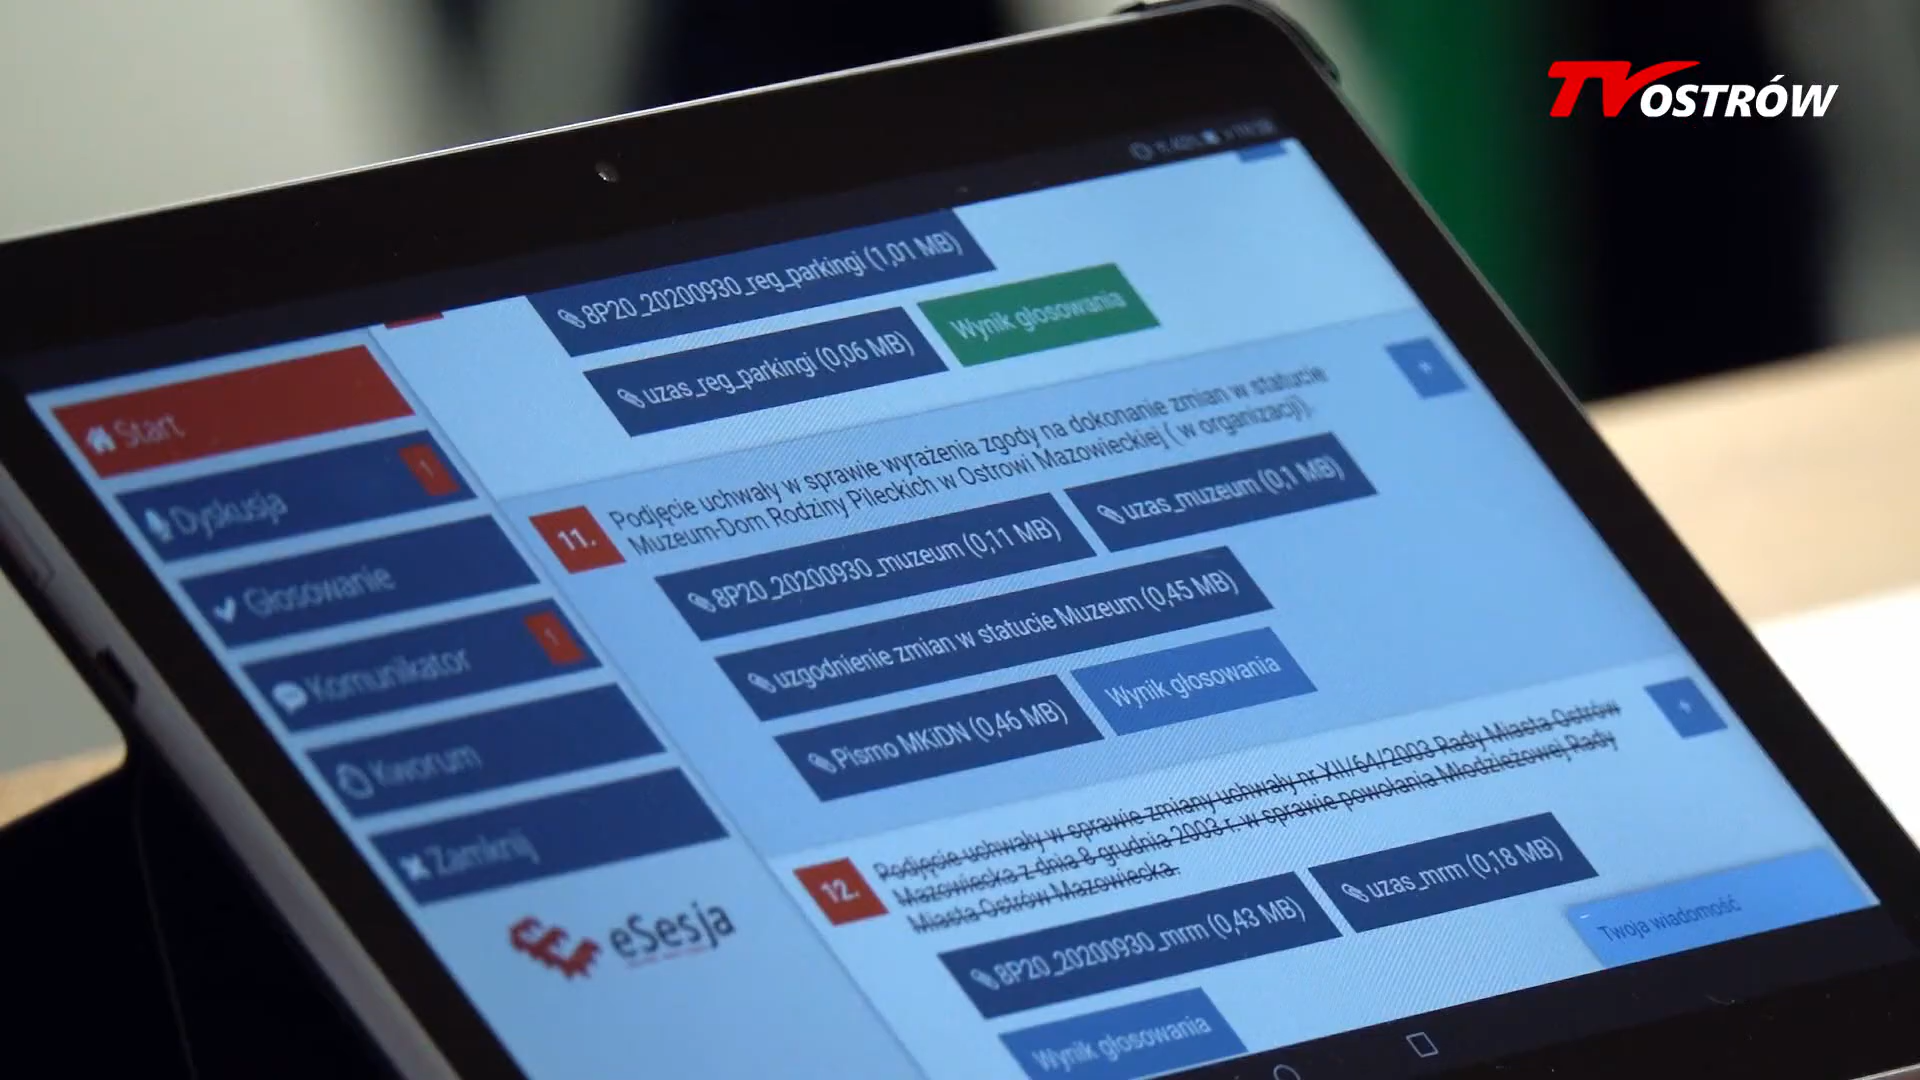 TVOSTRÓW
8P20_20200930_reg_parkingi (1,01 MB)
uzas_reg_parkingi (0,06 MB)
Wynik głosowania
Start
Dyskusja 1
Głosowanie
Komunikator 1
Kworum
Zamknij
eSesja
11. Podjęcie uchwały w sprawie wyrażenia zgody na dokonanie zmian w statucie
Muzeum-Dom Rodziny Pileckich w Ostrowi Mazowieckiej ( w organizacji).
8P20_20200930_muzeum (0,11 MB)
uzas_muzeum (0,1 MB)
uzgodnienie zmian w statucie Muzeum (0,45 MB)
Pismo MKiDN (0,46 MB)
Wynik głosowania
12. Podjęcie uchwały w sprawie zmiany uchwały nr XII/64/2003 Rady Miasta Ostrów
Mazowiecka z dnia 8 grudnia 2003 r. w sprawie powołania Młodzieżowej Rady
Miasta Ostrów Mazowiecka.
8P20_20200930_mrm (0,43 MB)
uzas_mrm (0,18 MB)
Wynik głosowania
Twoja wiadomość